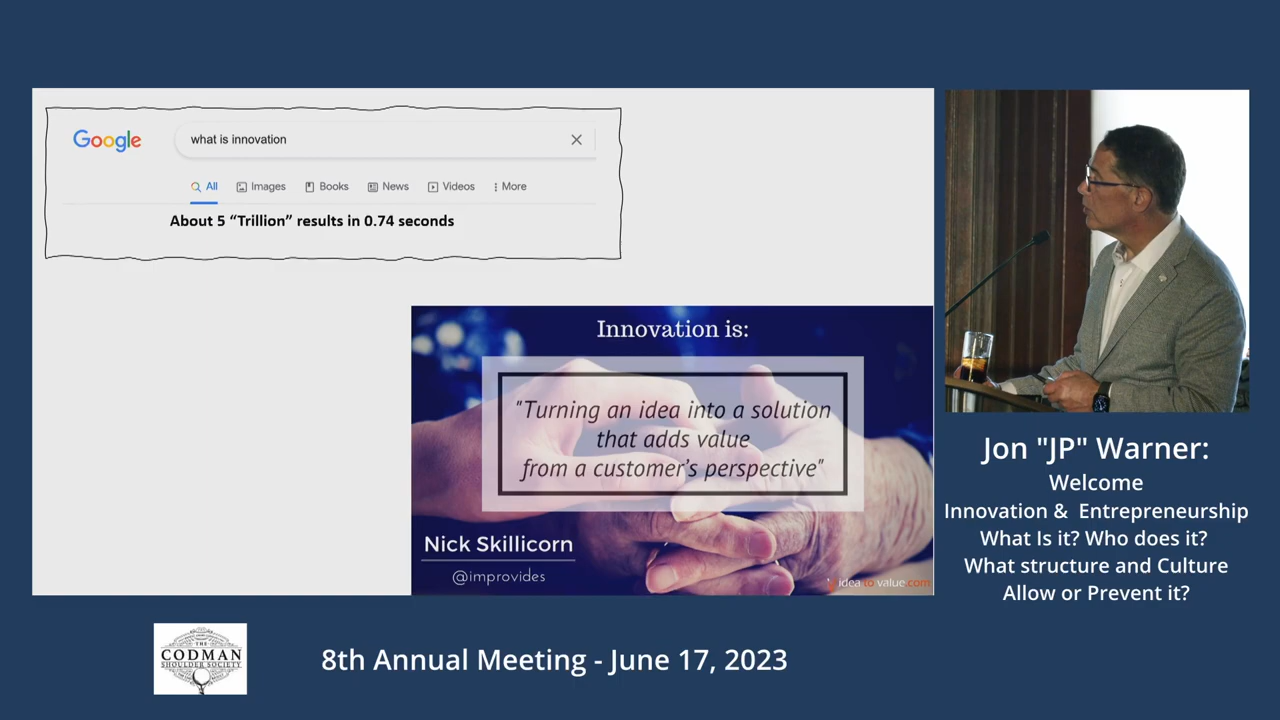 Google
what is innovation
All Images Books News Videos More
About 5 “Trillion” results in 0.74 seconds
Innovation is:
"Turning an idea into a solution
that adds value
from a customer’s perspective"
Nick Skillicorn
@improvides
idea to value.com
Jon "JP" Warner:
Welcome
Innovation & Entrepreneurship
What Is it? Who does it?
What structure and Culture
Allow or Prevent it?
THE
CODMAN
SHOULDER SOCIETY
8th Annual Meeting - June 17, 2023